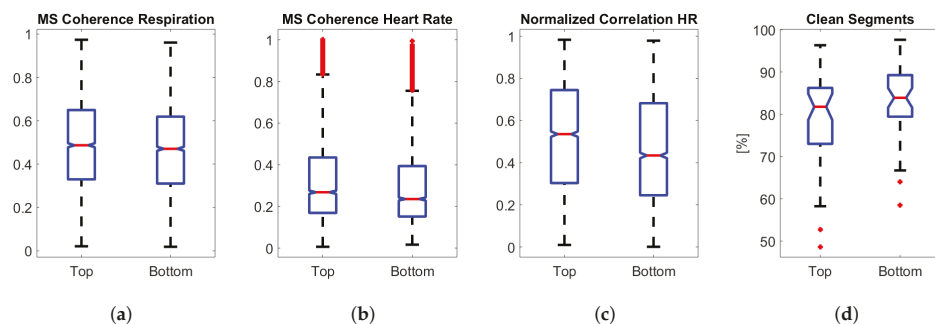 MS Coherence Respiration
1
0.8
0.6
0.4
0.2
0
Top Bottom
(a)
MS Coherence Heart Rate
1
0.8
0.6
0.4
0.2
0
Top Bottom
(b)
Normalized Correlation HR
1
0.8
0.6
0.4
0.2
0
Top Bottom
(c)
Clean Segments
[%]
100
90
80
70
60
50
Top Bottom
(d)